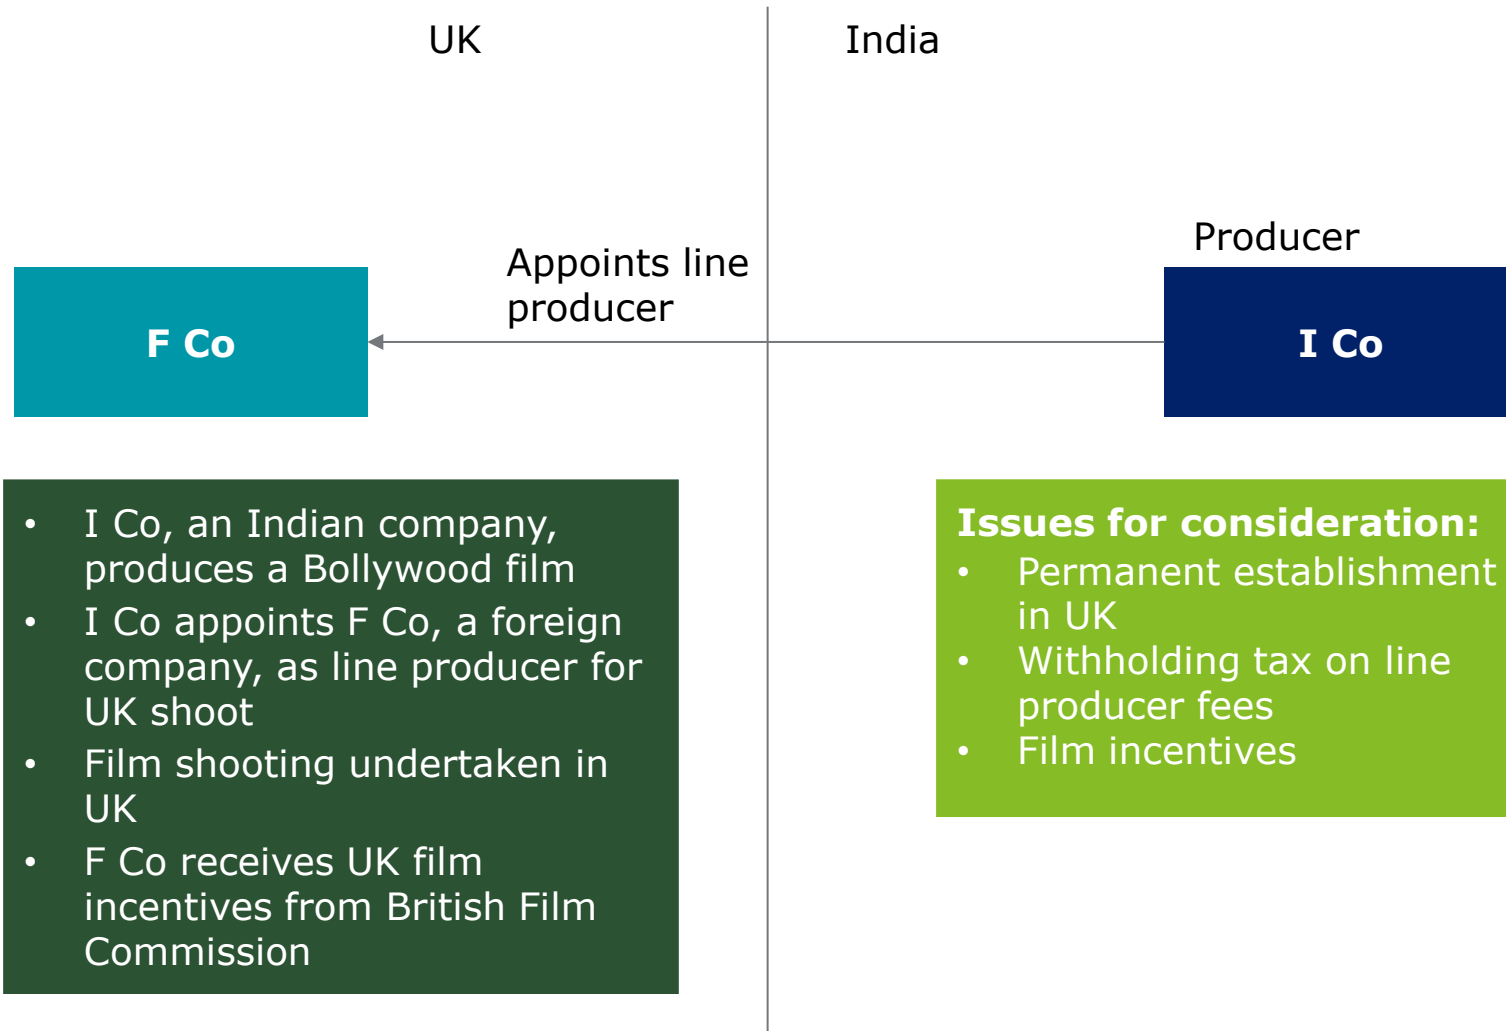 UK
India
Producer
Appoints line
producer
F Co
I Co
• I Co, an Indian company,
produces a Bollywood film
• I Co appoints F Co, a foreign
company, as line producer for
UK shoot
• Film shooting undertaken in
UK
• F Co receives UK film
incentives from British Film
Commission
Issues for consideration:
• Permanent establishment
in UK
• Withholding tax on line
producer fees
• Film incentives